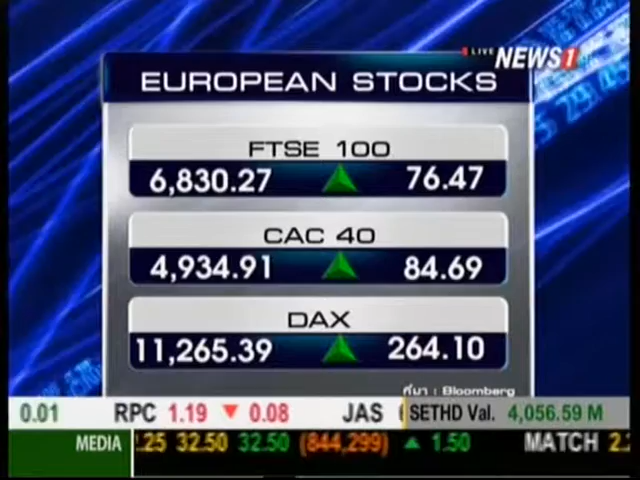 LIVE NEWS1
EUROPEAN STOCKS
FTSE 100
6,830.27 ▲ 76.47
CAC 40
4,934.91 ▲ 84.69
DAX
11,265.39 ▲ 264.10
ที่มา : Bloomberg
0.01 RPC 1.19 ▼ 0.08 JAS SETHD Val. 4,056.59 M
MEDIA .25 32.50 32.50 (844,299) ▲ 1.50 MATCH 2.